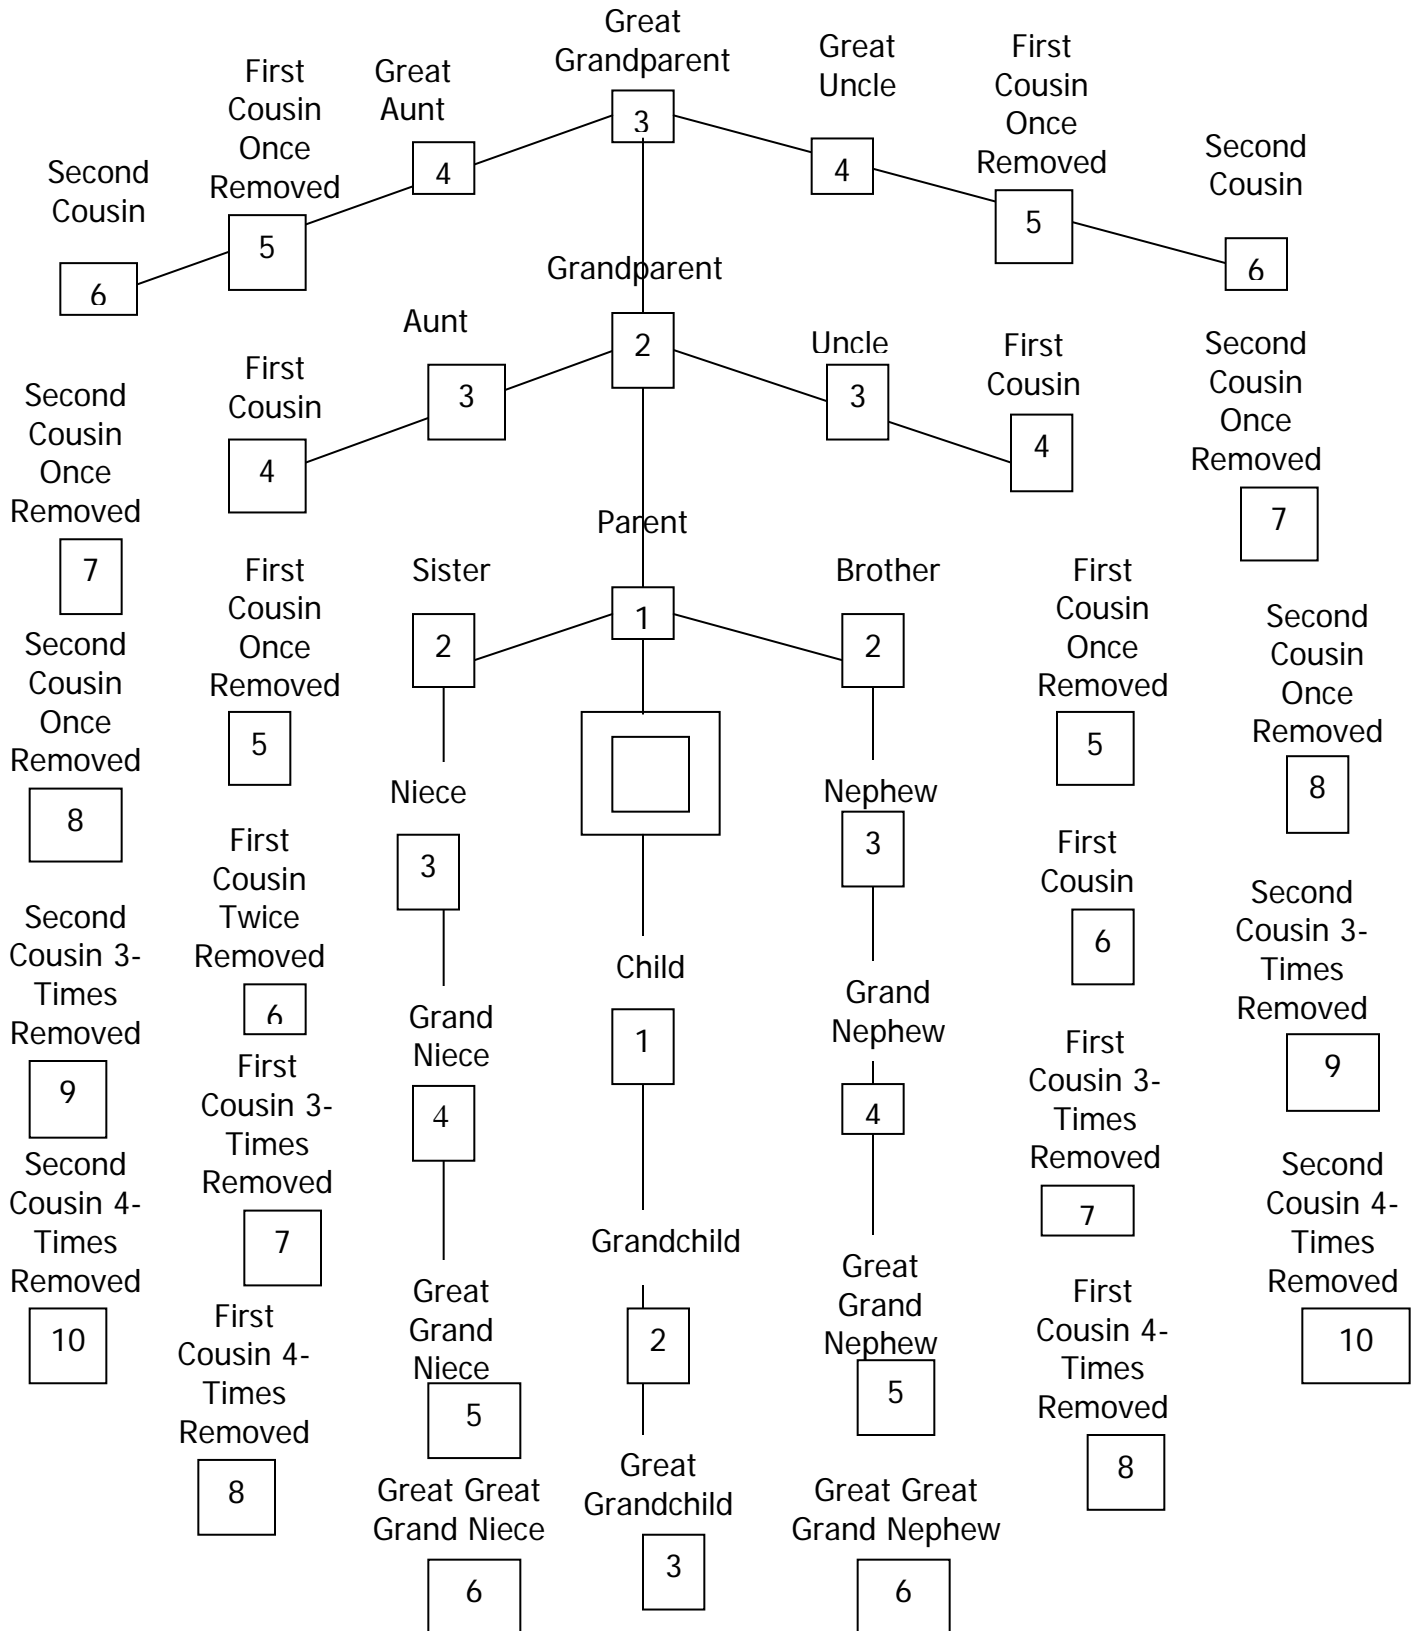 Great
Grandparent
3
Great
Aunt
4
First
Cousin
Once
Removed
5
Second
Cousin
6
Great
Uncle
4
First
Cousin
Once
Removed
5
Second
Cousin
6
Grandparent
2
Aunt
3
First
Cousin
4
Uncle
3
First
Cousin
4
Second
Cousin
Once
Removed
7
Second
Cousin
Once
Removed
7
Parent
1
Sister
2
Brother
2
First
Cousin
Once
Removed
5
First
Cousin
Once
Removed
5
Second
Cousin
Once
Removed
8
Second
Cousin
Once
Removed
8
Niece
3
Nephew
3
First
Cousin
Twice
Removed
6
First
Cousin
6
Second
Cousin 3-
Times
Removed
9
Second
Cousin 3-
Times
Removed
9
Child
1
Grand
Niece
4
Grand
Nephew
4
First
Cousin 3-
Times
Removed
7
First
Cousin 3-
Times
Removed
7
Second
Cousin 4-
Times
Removed
10
Second
Cousin 4-
Times
Removed
10
Grandchild
2
Great
Grand
Niece
5
Great
Grand
Nephew
5
First
Cousin 4-
Times
Removed
8
First
Cousin 4-
Times
Removed
8
Great
Grandchild
3
Great Great
Grand Niece
6
Great Great
Grand Nephew
6